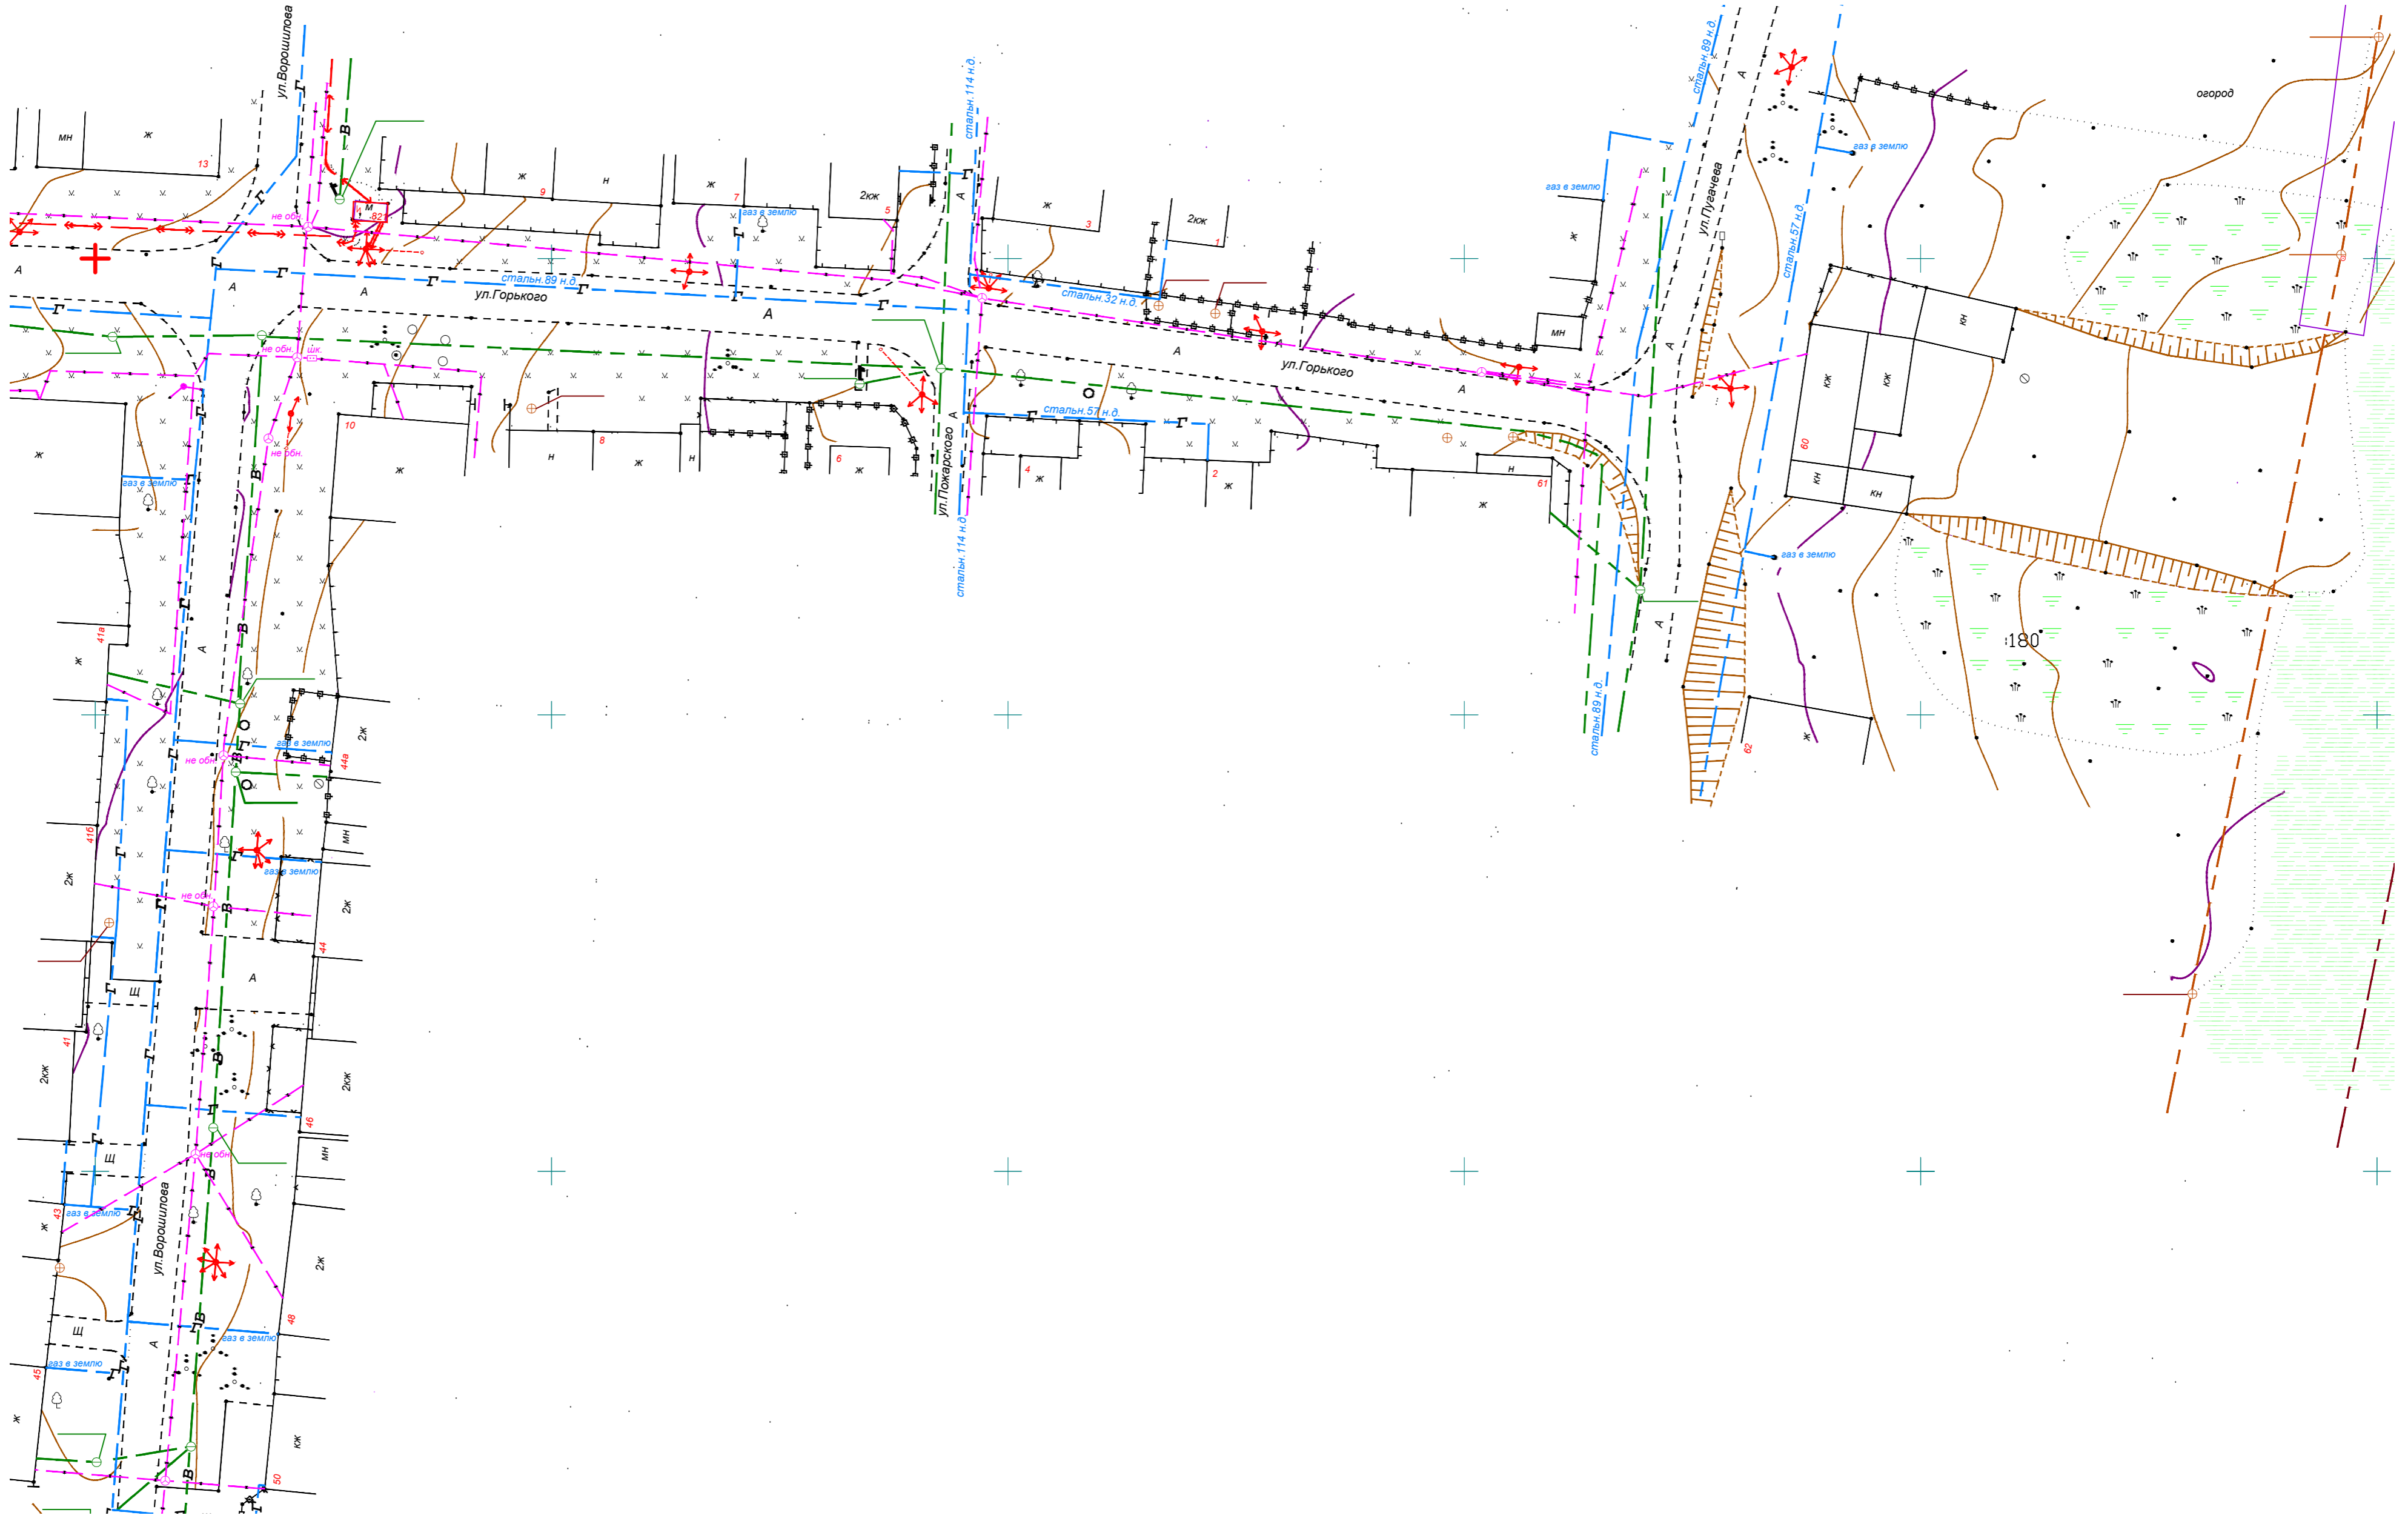 ул.Ворошилова
Г
В
мн
ж
13
Г
не обн.
м
821
ж
9
н
ж
7
газ в землю
Г
2кж
5
стальн.114 н.д.
Г
А
ж
3
2кж
1
газ в землю
ж
стальн.89 н.д.
А
ул.Пугачева
стальн.57 н.д.
газ в землю
огород
А
Г
Г
А
А
Г
стальн.89 н.д.
ул.Горького
Г
Г
Г
А
стальн.32 н.д.
А
А
ул.Горького
А
мн
А
кн
кж
кж
60
кн
кн
Г
не обн.
шк.
10
ж
н
8
ж
н
6
ж
ул.Пожарского
А
стальн.57 н.д.
Г
4
ж
2
ж
н
61
ж
стальн.114 н.д.
ж
Г
не обн.
В
газ в землю
Г
газ в землю
Г
41а
ж
А
В
А
180
стальн.89 н.д.
62
ж
2ж
44а
Г
газ в землю
не обн.
В
41б
Г
мн
Г
газ в землю
2ж
не обн.
Г
В
2ж
44
А
Г
Щ
41
2кж
Г
В
2кж
Г
46
Г
Щ
не обн.
мн
В
ул.Ворошилова
43
ж
газ в землю
Г
2ж
48
Щ
А
В
Г
газ в землю
45
газ в землю
Г
ж
кж
50
В
Г